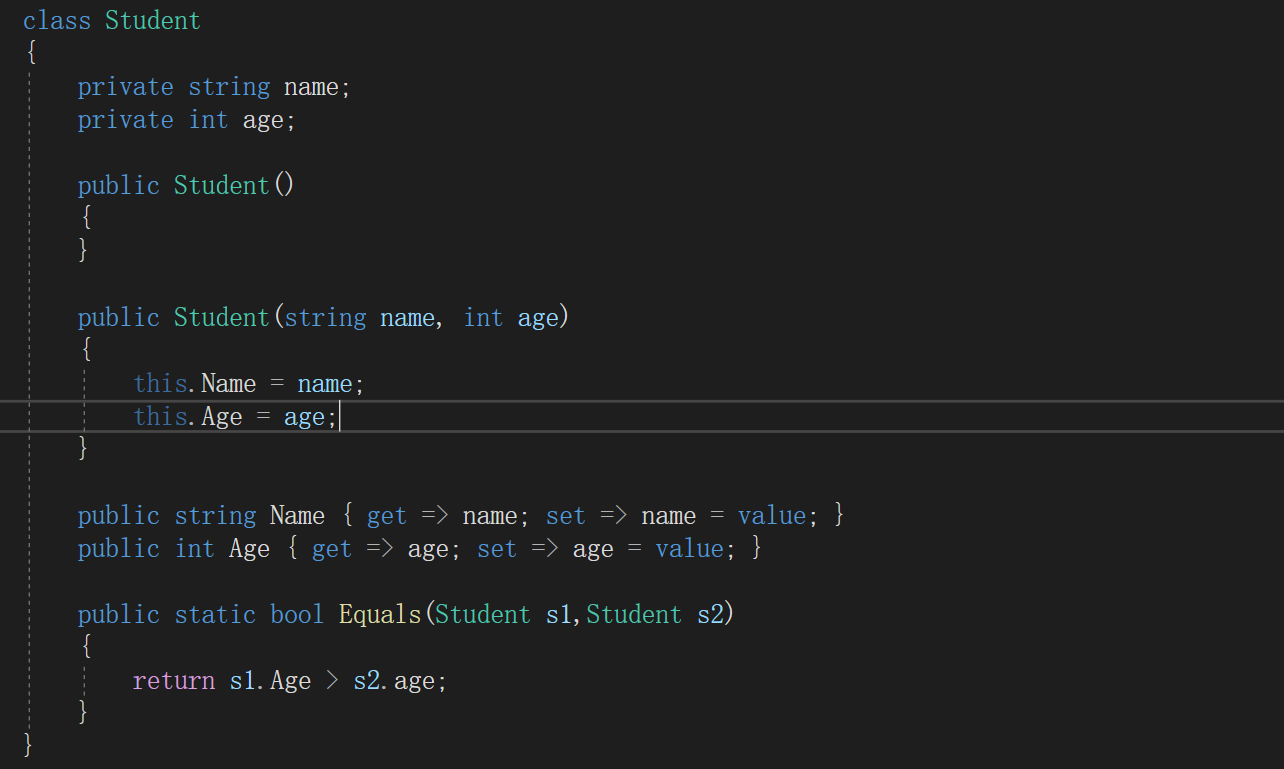 class Student
{
    private string name;
    private int age;

    public Student()
    {
    }

    public Student(string name, int age)
    {
        this.Name = name;
        this.Age = age;
    }

    public string Name { get => name; set => name = value; }
    public int Age { get => age; set => age = value; }

    public static bool Equals(Student s1,Student s2)
    {
        return s1.Age > s2.age;
    }
}